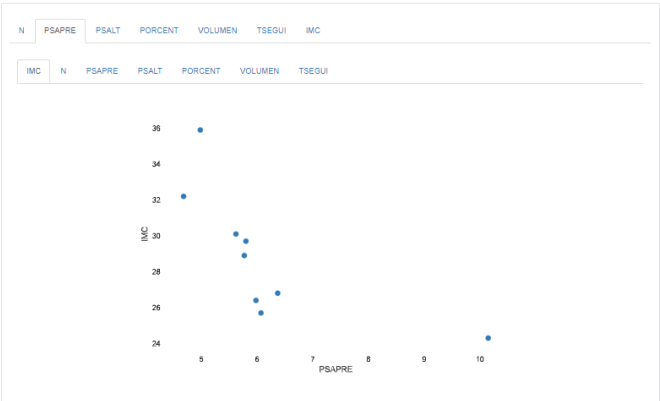 N PSAPRE PSALT PORCENT VOLUMEN TSEGUI IMC
IMC N PSAPRE PSALT PORCENT VOLUMEN TSEGUI
36
34
32
IMC
30
28
26
24
5 6 7 8 9 10
PSAPRE